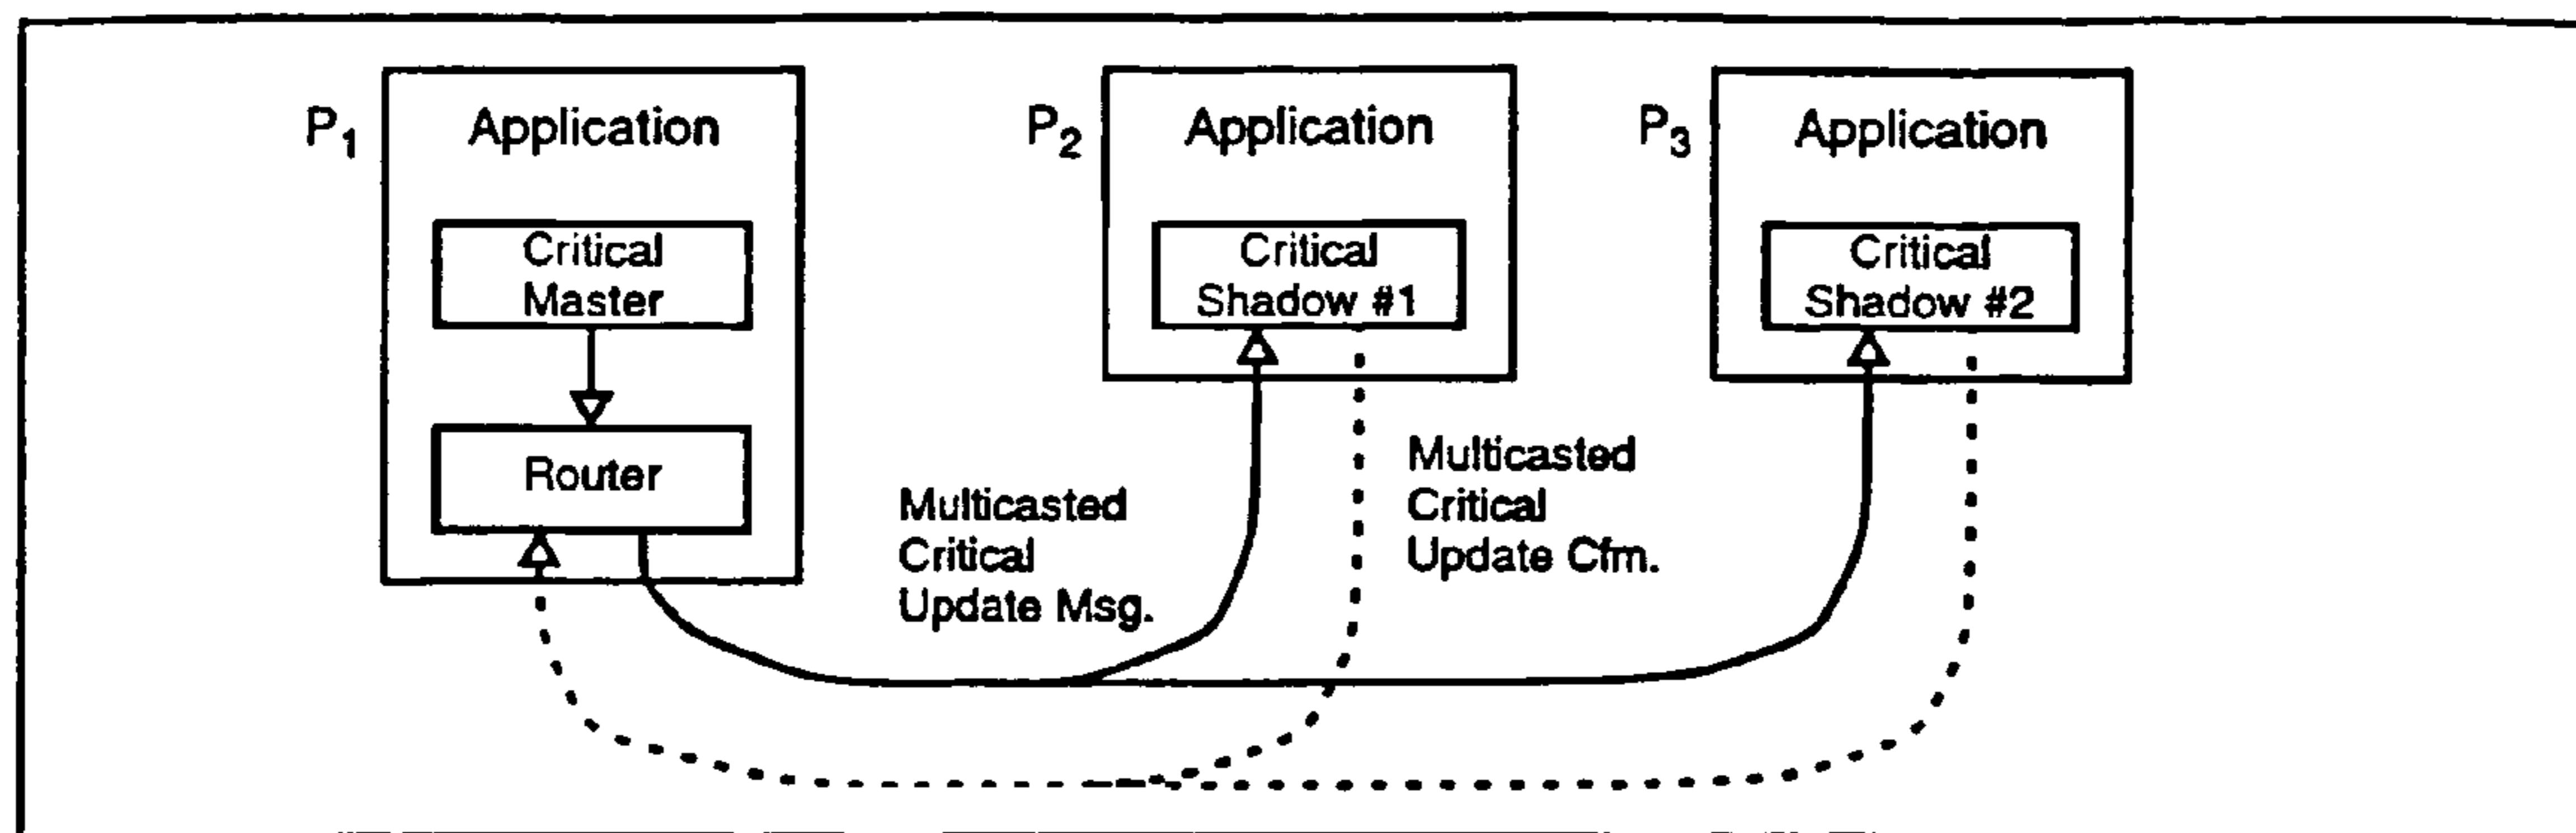 P1
Application
Critical
Master
Router
P2
Application
Critical
Shadow #1
P3
Application
Critical
Shadow #2
Multicasted
Critical
Update Msg.
Multicasted
Critical
Update Cfm.